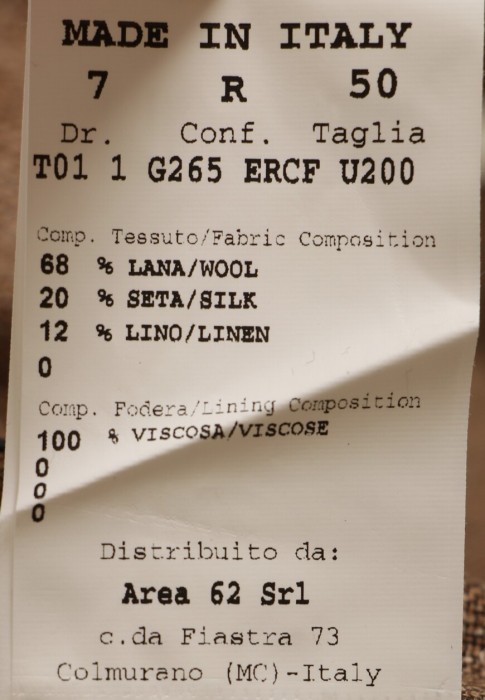 MADE IN ITALY
7 R 50
Dr. Conf. Taglia
T01 1 G265 ERCF U200
Comp. Tessuto/Fabric Composition
68 % LANA/WOOL
20 % SETA/SILK
12 % LINO/LINEN
0
Comp. Fodera/Lining Composition
100 % VISCOSA/VISCOSE
0
0
0
Distribuito da:
Area 62 Srl
c.da Fiastra 73
Colmurano (MC)-Italy